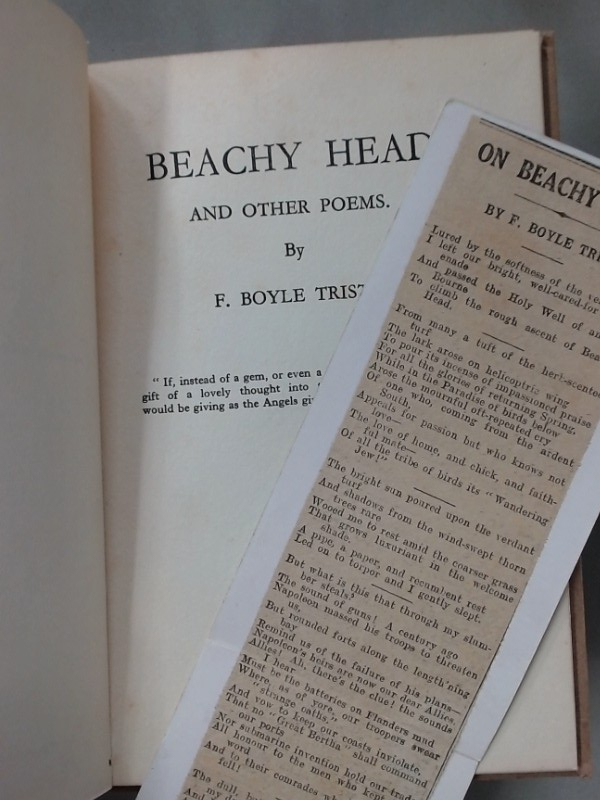 BEACHY HEAD
AND OTHER POEMS.
By
F. BOYLE TRIST
" If, instead of a gem, or even a
gift of a lovely thought into
would be giving as the Angels gi
ON BEACHY
BY F. BOYLE TRI
Lured by the softness of the
I left our bright, well-cared-for
enade
And passed the Holy Well of
Bourne
To climb the rough ascent of Bea
Head.
From many a tuft of the herb-scented
turf
The lark arose on helicoptric wing
To pour its incense of impassioned praise
For all the glories of returning Spring,
While in the Paradise of birds below
Arose the mournful oft-repeated cry
Of one who, coming from the ardent
South,
Appeals for passion but who knows not
love—
The love of home, and chick, and faith-
ful mate—
Of all the tribe of birds its " Wandering
Jew!"
The bright sun poured upon the verdant
turf
And shadows from the wind-swept thorn
trees rare
Wooed me to rest amid the coarser grass
That grows luxuriant in the welcome
shade.
A pipe, a paper, and recumbent rest
Led on to torpor and I gently slept.
But what is this that through my slum-
ber steals?
The sound of guns! A century ago
Napoleon massed his troops to threaten
us,
But rounded forts along the length'ning
bay
Remind us of the failure of his plans—
Napoleon's heirs are now our dear Allies.
Allies! Ah, there's the clue! the sounds
I hear
Must be the batteries on Flanders mud
Where, as of yore, our troopers swear
" strange oaths,"
And vow to keep our coasts inviolate,
That no " Great Bertha " shall command
our ports
Nor submarine invention hold our trade
All honour to the men who kept
word
And to their comrades who
fell!
The dull,
my
And